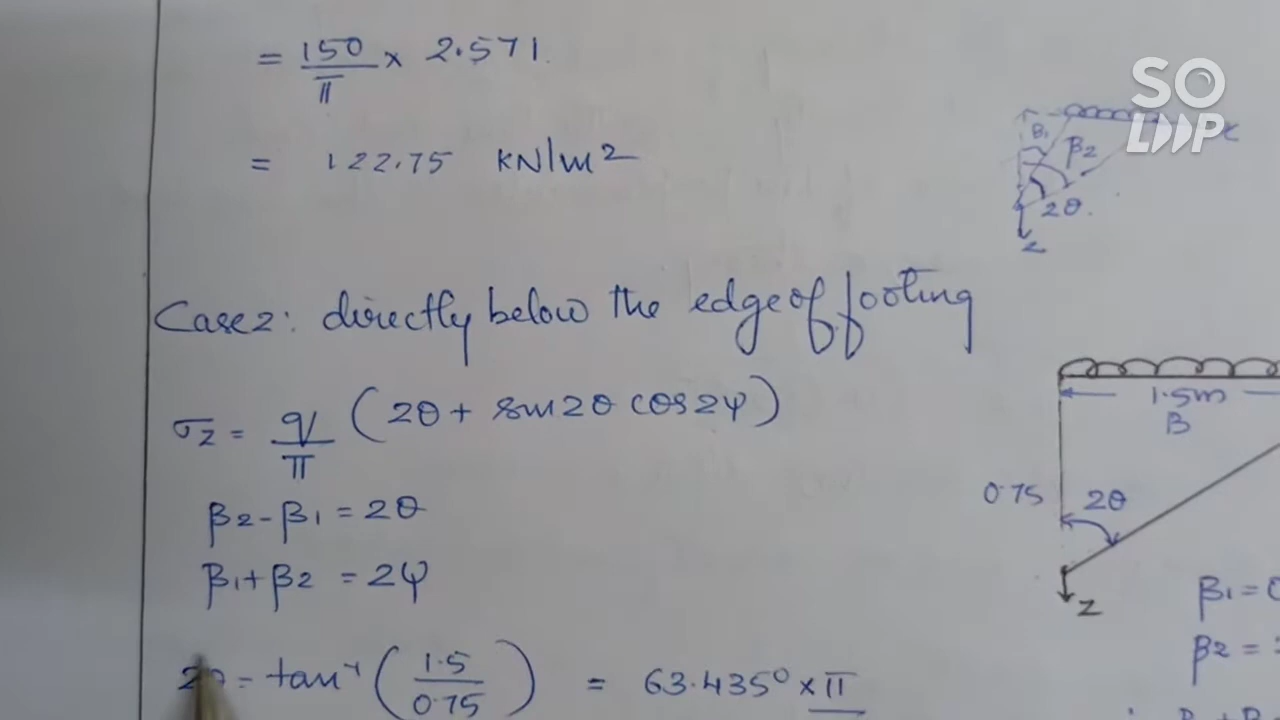 = 150/π × 2.571
= 122.75 KN/m²
SO
LOOP
β1
β2
2θ
z
Case 2: directly below the edge of footing
σz = q/π (2θ + sin2θ cos2ψ)
β2 - β1 = 2θ
β1 + β2 = 2ψ
2θ = tan⁻¹ (1.5/0.75) = 63.435° × π
1.5m
B
0.75
2θ
z
β1 = 0
β2 =